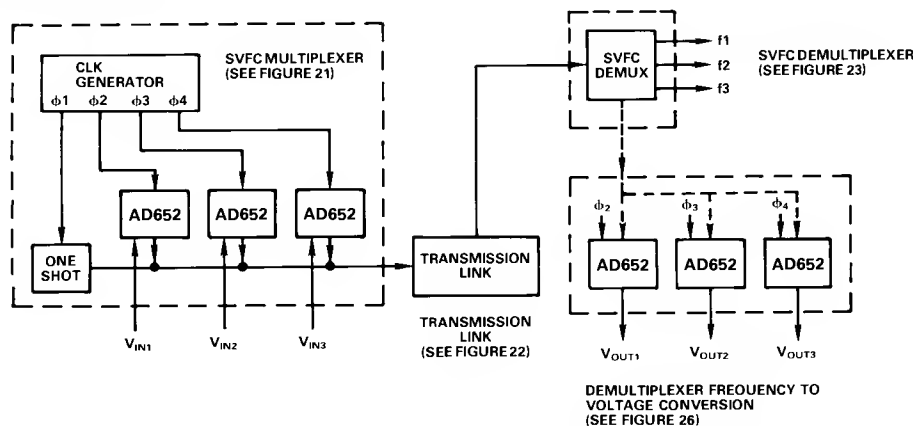 SVFC MULTIPLEXER
(SEE FIGURE 21)
CLK
GENERATOR
ϕ1 ϕ2 ϕ3 ϕ4
AD652 AD652 AD652
ONE
SHOT
VIN1 VIN2 VIN3
TRANSMISSION
LINK
TRANSMISSION
LINK
(SEE FIGURE 22)
SVFC
DEMUX
f1
f2
f3
SVFC DEMULTIPLEXER
(SEE FIGURE 23)
ϕ2 ϕ3 ϕ4
AD652 AD652 AD652
VOUT1 VOUT2 VOUT3
DEMULTIPLEXER FREOUENCY TO
VOLTAGE CONVERSION
(SEE FIGURE 26)